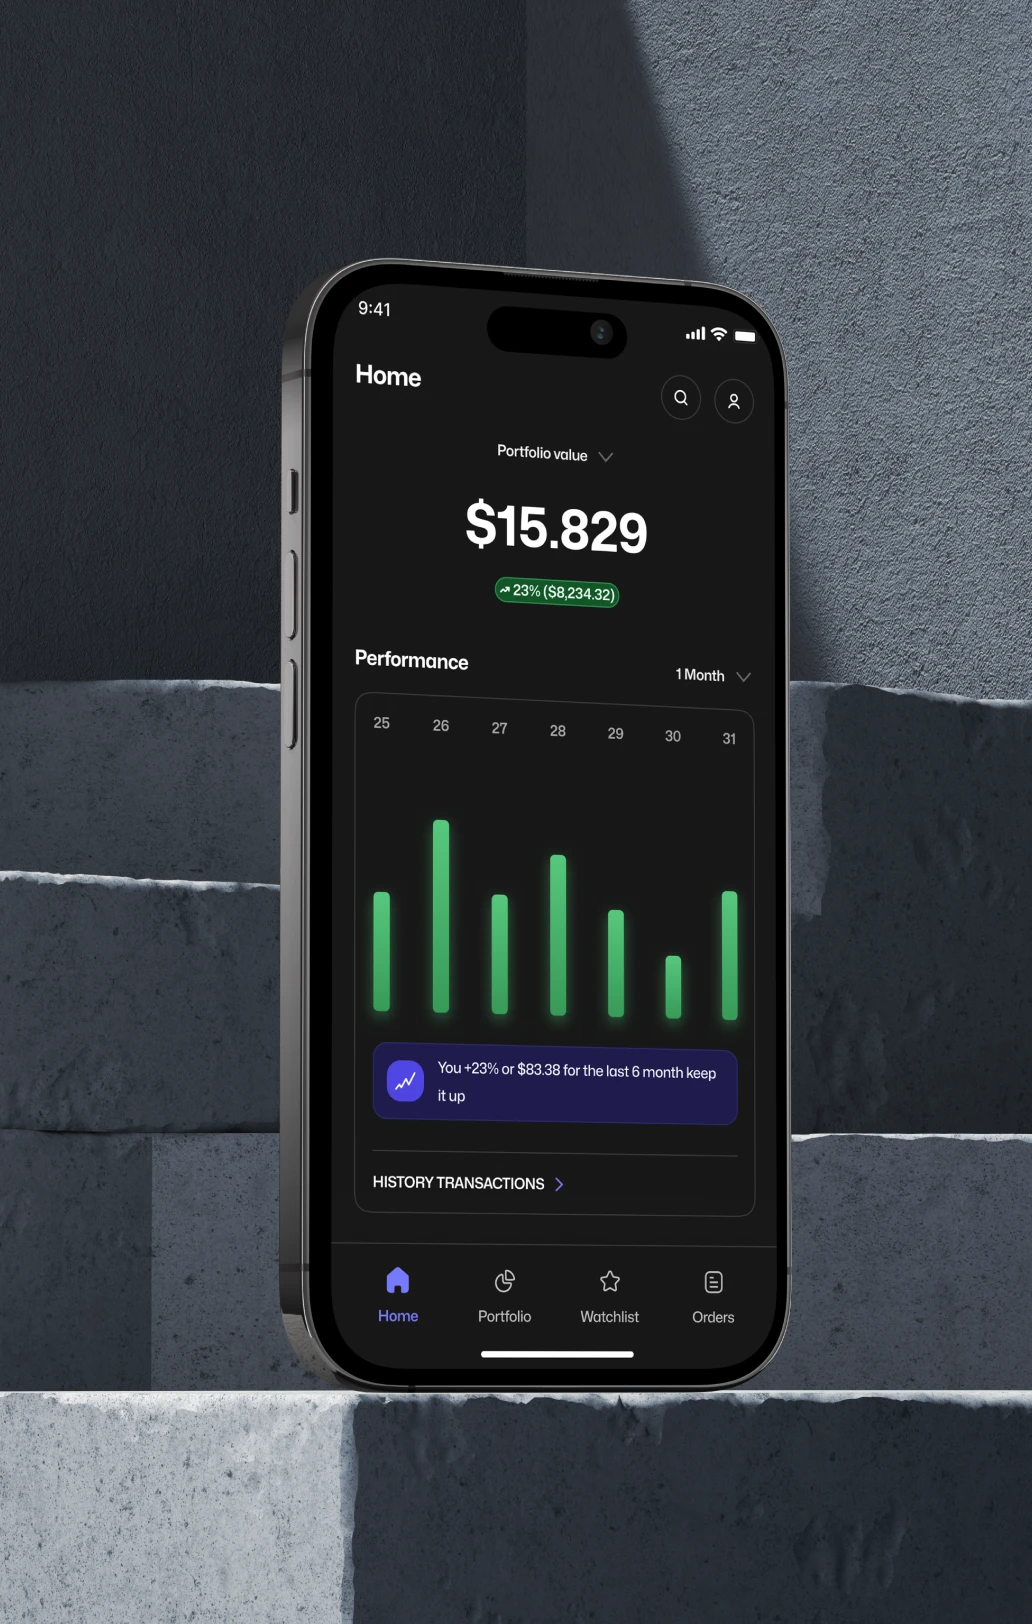 9:41
Home
Portfolio value
$15.829
23% ($8,234.32)
Performance
1 Month
25 26 27 28 29 30 31
You +23% or $83.38 for the last 6 month keep
it up
HISTORY TRANSACTIONS
Home Portfolio Watchlist Orders